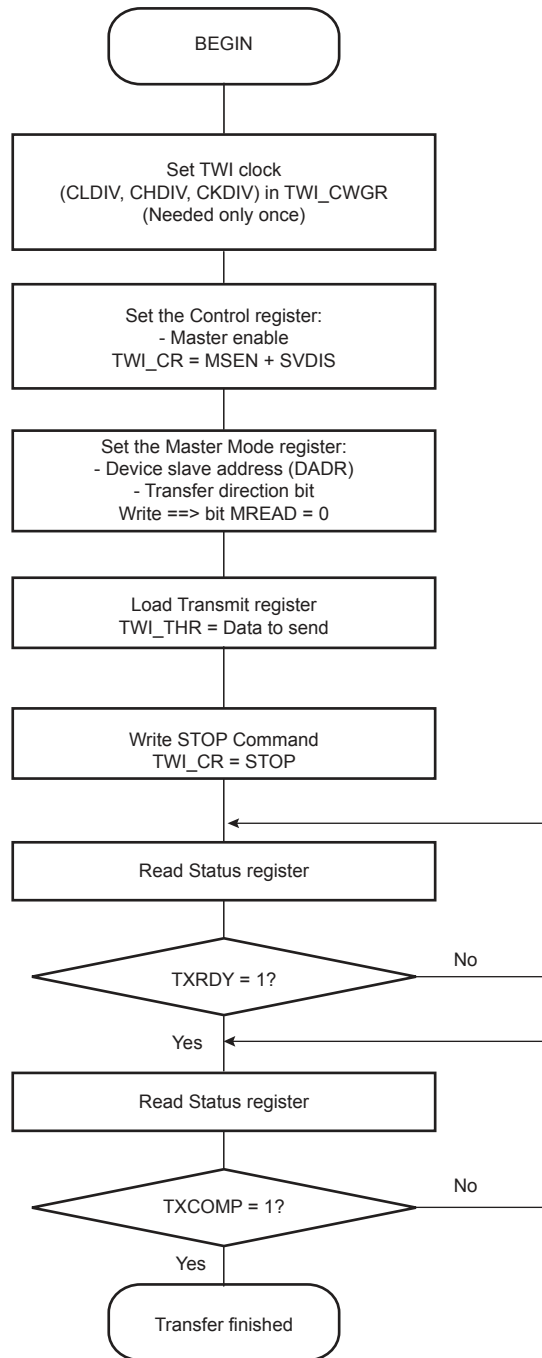 BEGIN
Set TWI clock
(CLDIV, CHDIV, CKDIV) in TWI_CWGR
(Needed only once)
Set the Control register:
- Master enable
TWI_CR = MSEN + SVDIS
Set the Master Mode register:
- Device slave address (DADR)
- Transfer direction bit
Write ==> bit MREAD = 0
Load Transmit register
TWI_THR = Data to send
Write STOP Command
TWI_CR = STOP
Read Status register
TXRDY = 1?
No
Yes
Read Status register
TXCOMP = 1?
No
Yes
Transfer finished